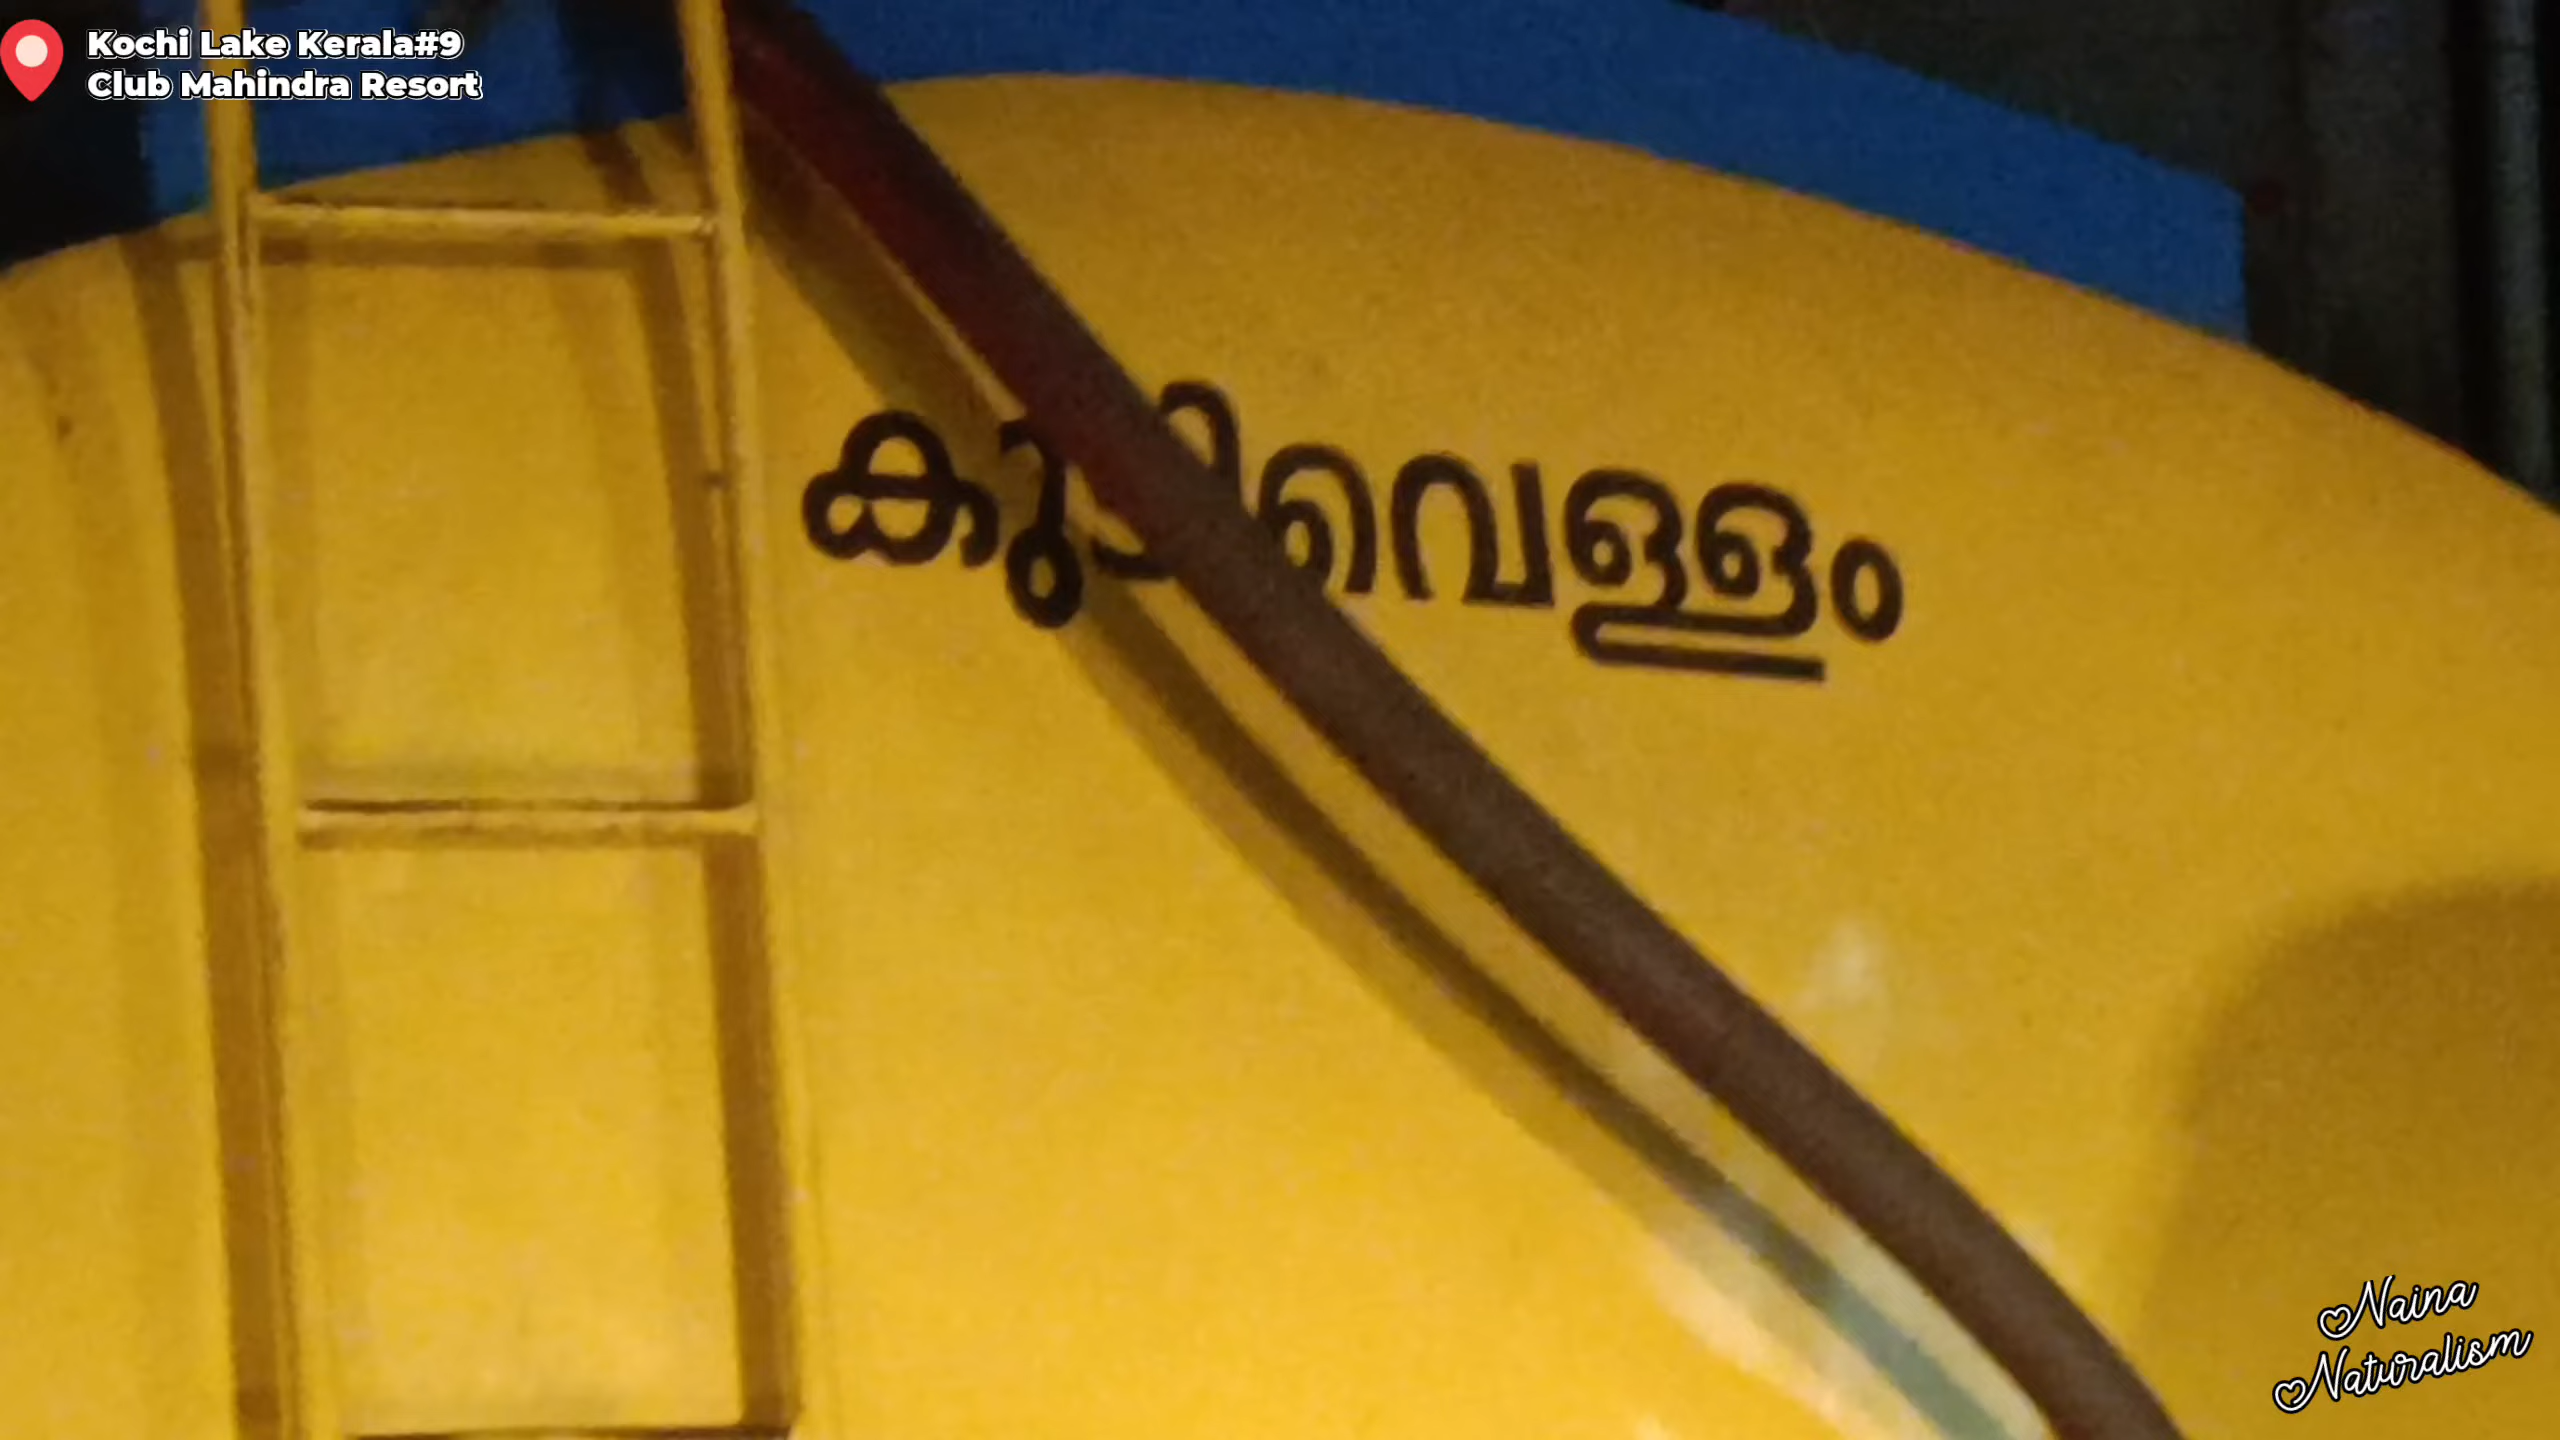 Kochi Lake Kerala#9
Club Mahindra Resort
കുടിവെള്ളം
Naina
Naturalism